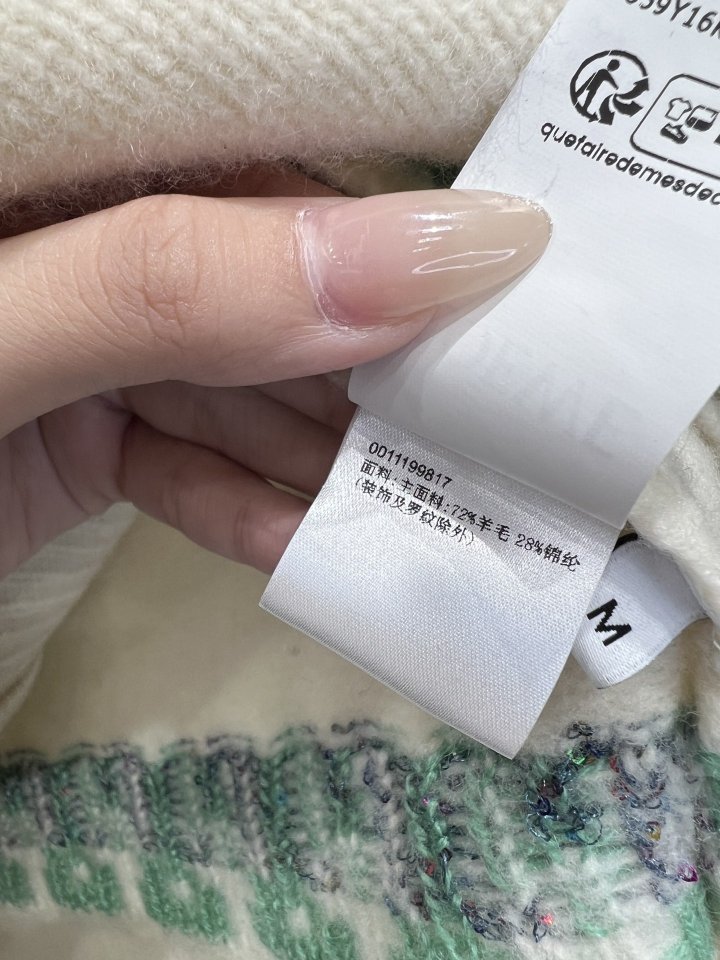 quefairedemesdec
0D11199817
面料:主面料:72%羊毛 28%锦纶
(装饰及罗纹除外)
M